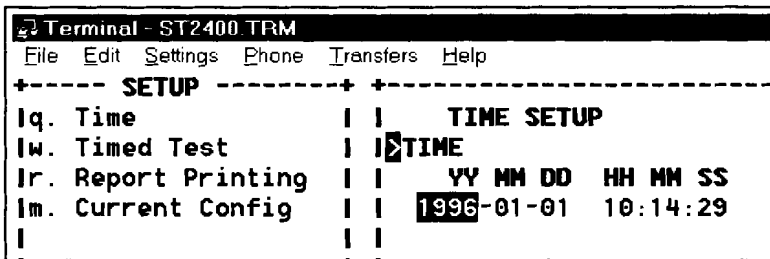 Terminal - ST2400.TRM
File Edit Settings Phone Transfers Help
+----- SETUP --------+ +--------------------------
|q. Time | | TIME SETUP
|w. Timed Test | |>TIME
|r. Report Printing | | YY MM DD HH MM SS
|m. Current Config | | 1996-01-01 10:14:29
| | |